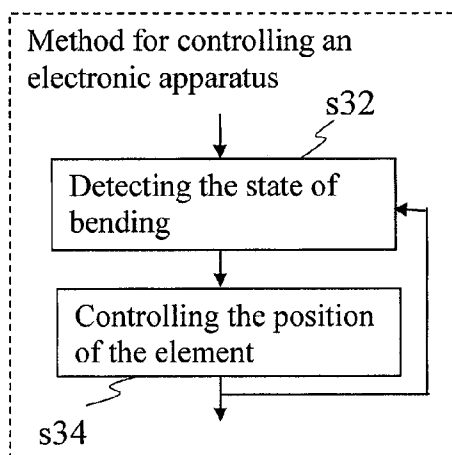 Method for controlling an
electronic apparatus
s32
Detecting the state of
bending
Controlling the position
of the element
s34